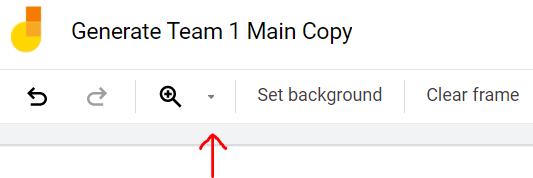 Generate Team 1 Main Copy
Set background Clear frame